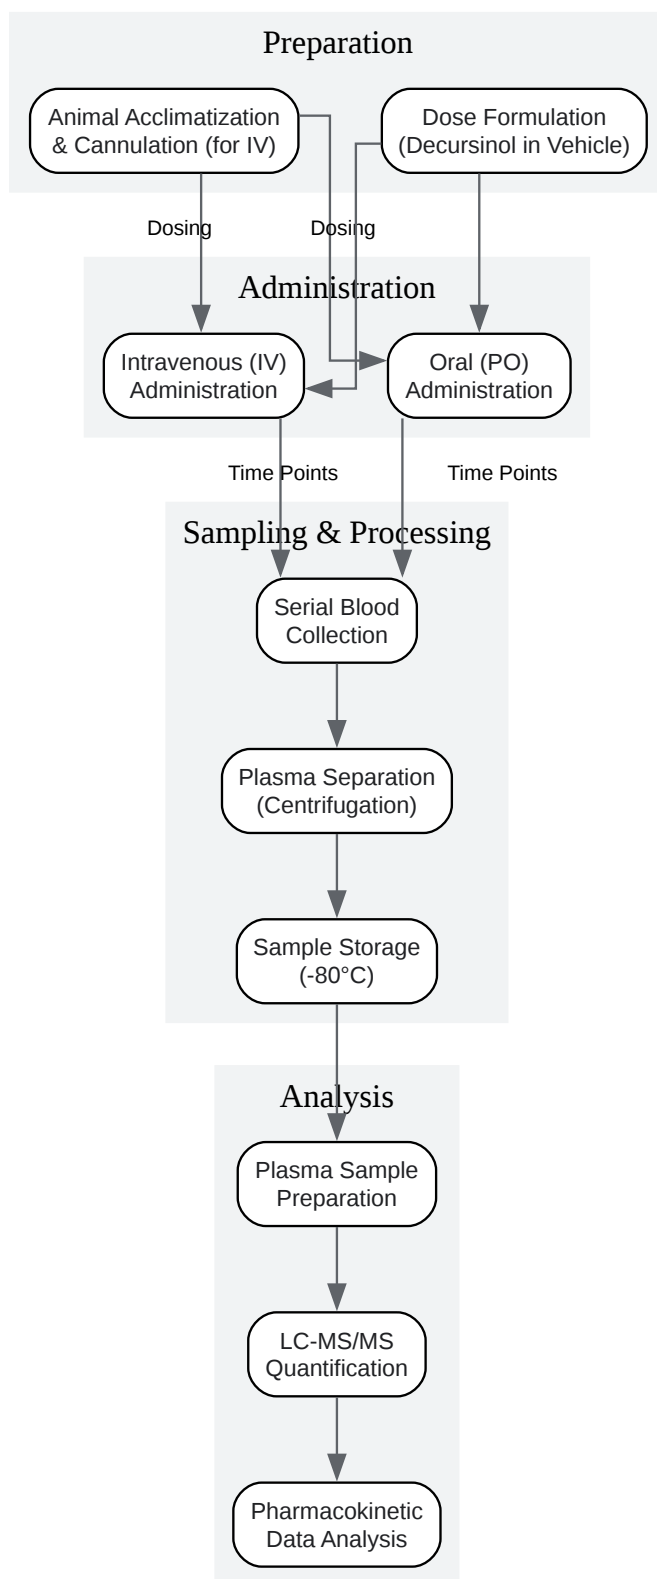 Preparation
Animal Acclimatization
& Cannulation (for IV)
Dose Formulation
(Decursinol in Vehicle)
Dosing
Dosing
Administration
Intravenous (IV)
Administration
Oral (PO)
Administration
Time Points
Time Points
Sampling & Processing
Serial Blood
Collection
Plasma Separation
(Centrifugation)
Sample Storage
(-80°C)
Analysis
Plasma Sample
Preparation
LC-MS/MS
Quantification
Pharmacokinetic
Data Analysis